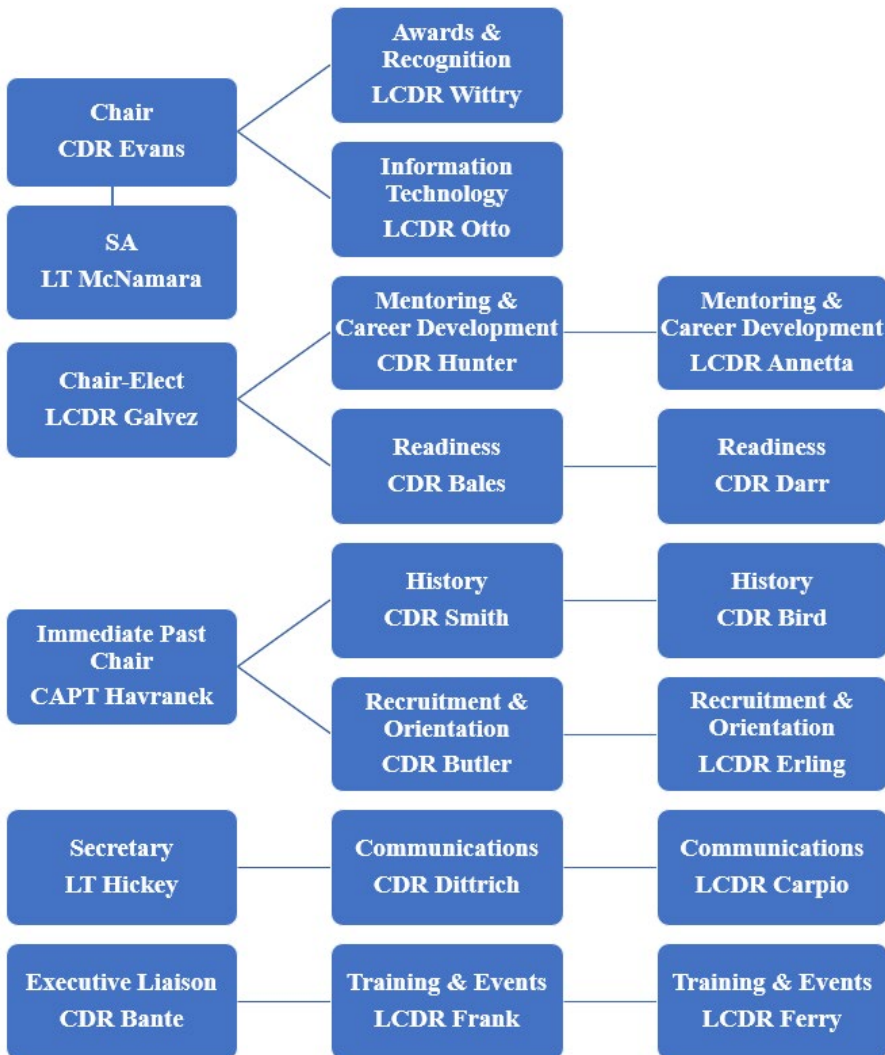 Awards &
Recognition
LCDR Wittry
Chair
CDR Evans
Information
Technology
LCDR Otto
SA
LT McNamara
Mentoring &
Career Development
CDR Hunter
Mentoring &
Career Development
LCDR Annetta
Chair-Elect
LCDR Galvez
Readiness
CDR Bales
Readiness
CDR Darr
History
CDR Smith
History
CDR Bird
Immediate Past
Chair
CAPT Havranek
Recruitment &
Orientation
CDR Butler
Recruitment &
Orientation
LCDR Erling
Secretary
LT Hickey
Communications
CDR Dittrich
Communications
LCDR Carpio
Executive Liaison
CDR Bante
Training & Events
LCDR Frank
Training & Events
LCDR Ferry